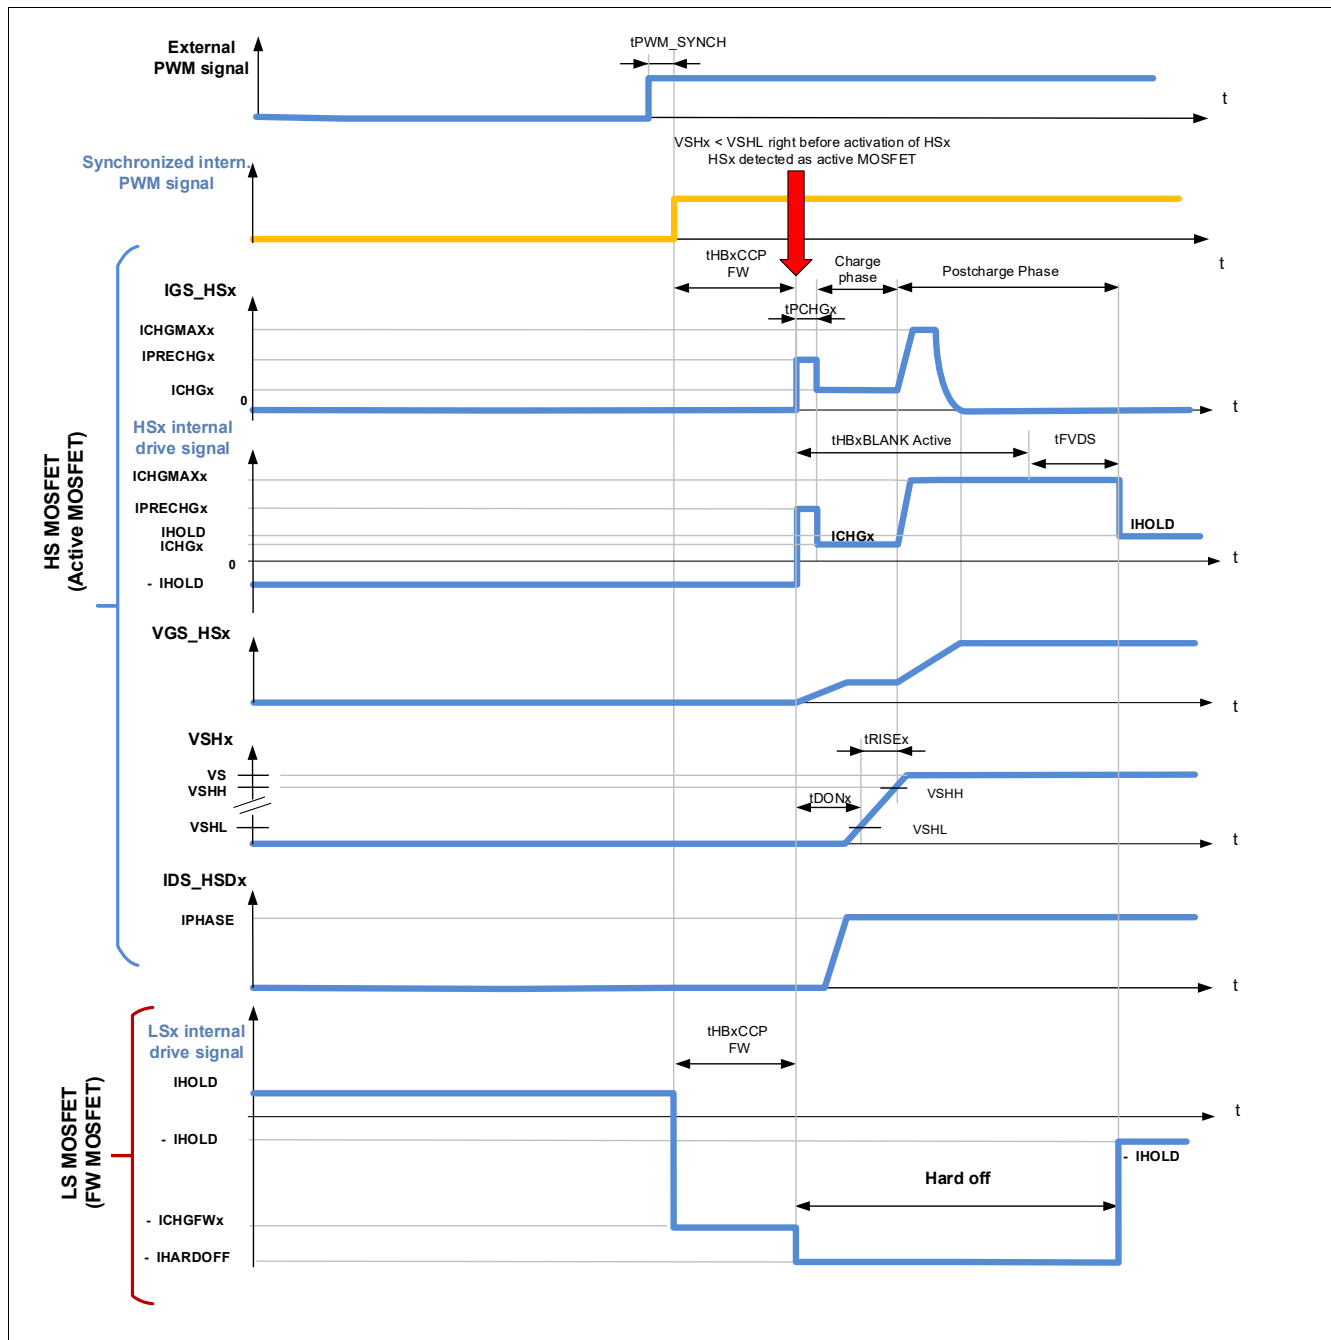 External
PWM signal
tPWM_SYNCH
t
VSHx < VSHL right before activation of HSx
HSx detected as active MOSFET
Synchronized intern.
PWM signal
t
HS MOSFET
(Active MOSFET)
IGS_HSx
tHBxCCP
FW
Charge
phase
Postcharge Phase
tPCHGx
ICHGMAXx
IPRECHGx
ICHGx
0
t
HSx internal
drive signal
tHBxBLANK Active
tFVDS
ICHGMAXx
IPRECHGx
IHOLD
ICHGx
ICHGx
IHOLD
0
t
- IHOLD
VGS_HSx
t
VSHx
tRISEx
VS
VSHH
tDONx
VSHH
VSHL
VSHL
t
IDS_HSDx
IPHASE
t
LS MOSFET
(FW MOSFET)
LSx internal
drive signal
tHBxCCP
FW
IHOLD
t
- IHOLD
- IHOLD
Hard off
- ICHGFWx
- IHARDOFF